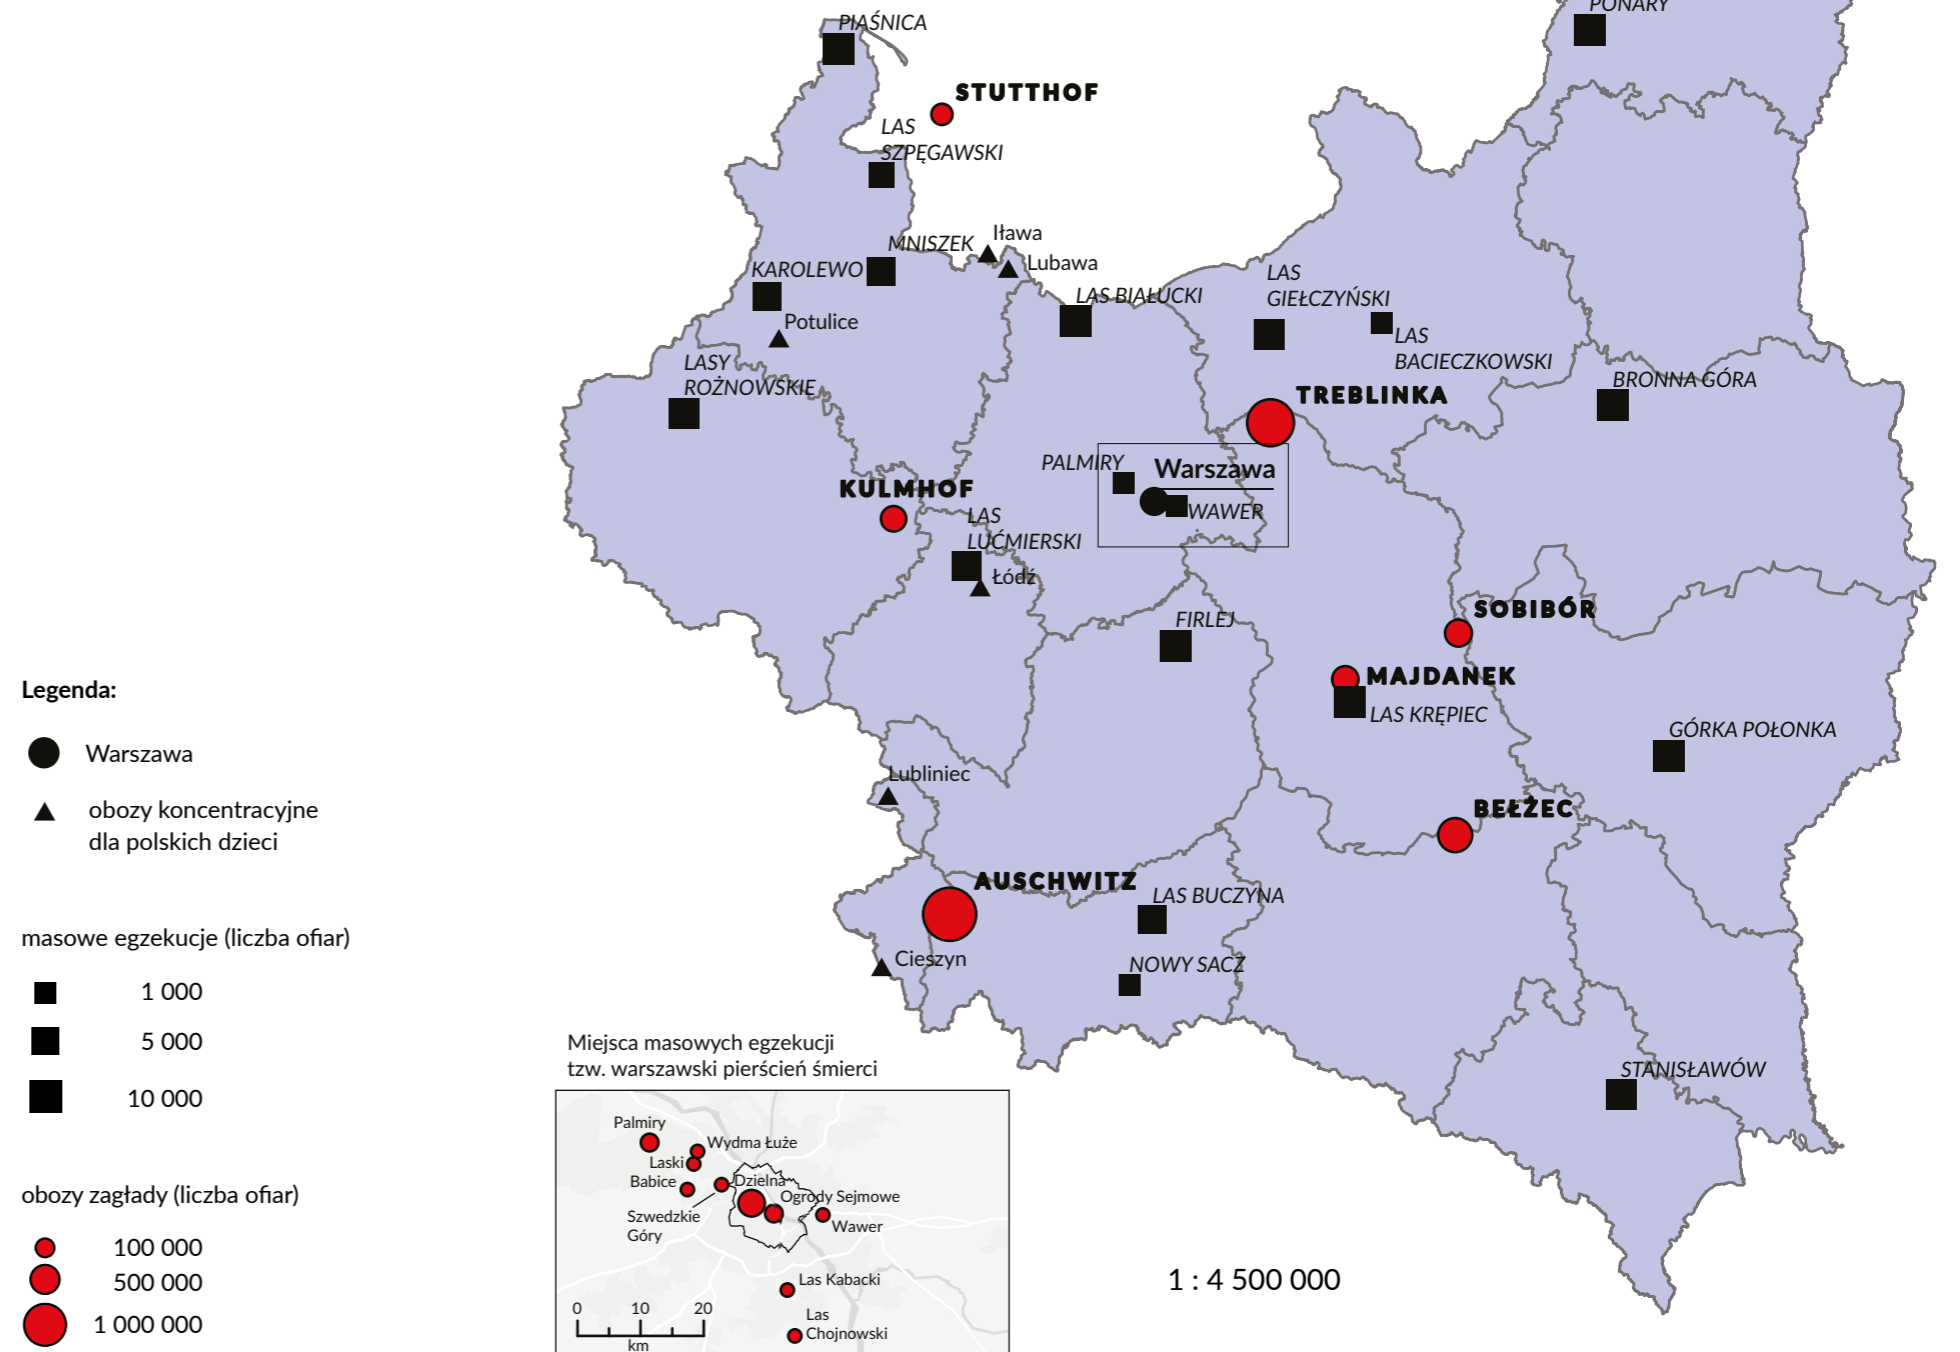 PIAŚNICA
PONARY
STUTTHOF
LAS
SZPĘGAWSKI
MNISZEK
Iława
Lubawa
KAROLEWO
Potulice
LAS BIAŁUCKI
LAS
GIEŁCZYŃSKI
LAS
BACIECZKOWSKI
LASY
ROŻNOWSKIE
TREBLINKA
BRONNA GÓRA
PALMIRY
Warszawa
WAWER
KULMHOF
LAS
LUĆMIERSKI
Łódź
FIRLEJ
SOBIBÓR
MAJDANEK
LAS KRĘPIEC
GÓRKA POŁONKA
Lubliniec
BEŁŻEC
AUSCHWITZ
LAS BUCZYNA
Cieszyn
NOWY SACZ
STANISŁAWÓW
Legenda:
Warszawa
obozy koncentracyjne
dla polskich dzieci
masowe egzekucje (liczba ofiar)
1 000
5 000
10 000
obozy zagłady (liczba ofiar)
100 000
500 000
1 000 000
Miejsca masowych egzekucji
tzw. warszawski pierścień śmierci
Palmiry
Wydma Łuże
Laski
Babice
Dzielna
Ogrody Sejmowe
Szwedzkie
Góry
Wawer
Las Kabacki
Las
Chojnowski
0 10 20
km
1 : 4 500 000